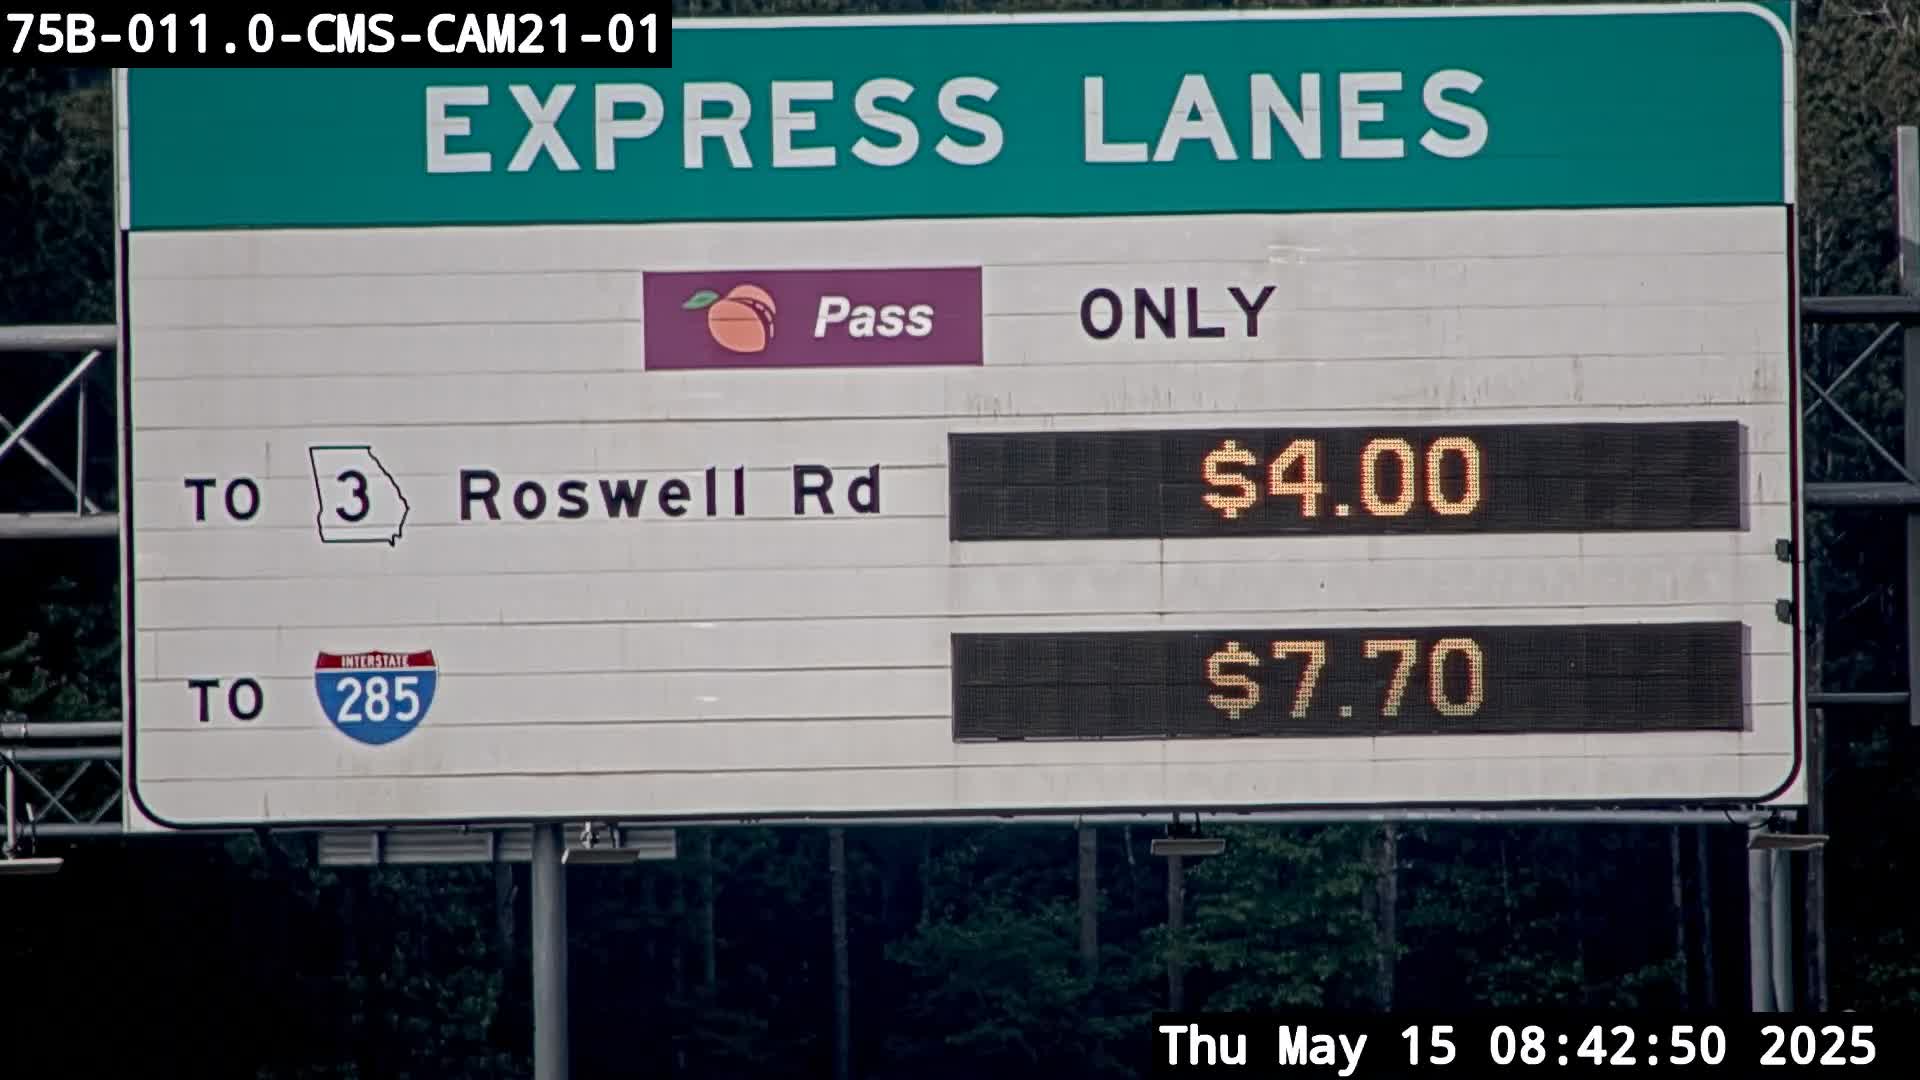 75B-011.0-CMS-CAM21-01
EXPRESS LANES
Pass ONLY
TO 3 Roswell Rd $4.00
TO INTERSTATE 285 $7.70
Thu May 15 08:42:50 2025